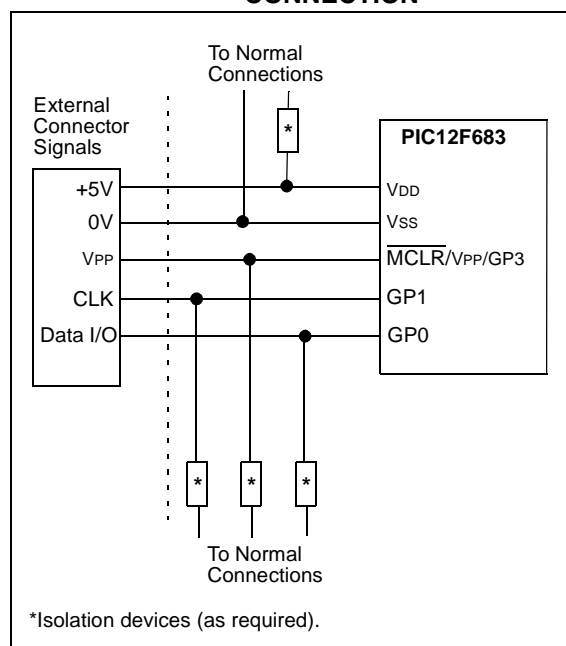 CONNECTION
To Normal
Connections
External
Connector
Signals
*
PIC12F683
+5V
VDD
0V
VSS
VPP
MCLR/VPP/GP3
CLK
GP1
Data I/O
GP0
* * *
To Normal
Connections
*Isolation devices (as required).